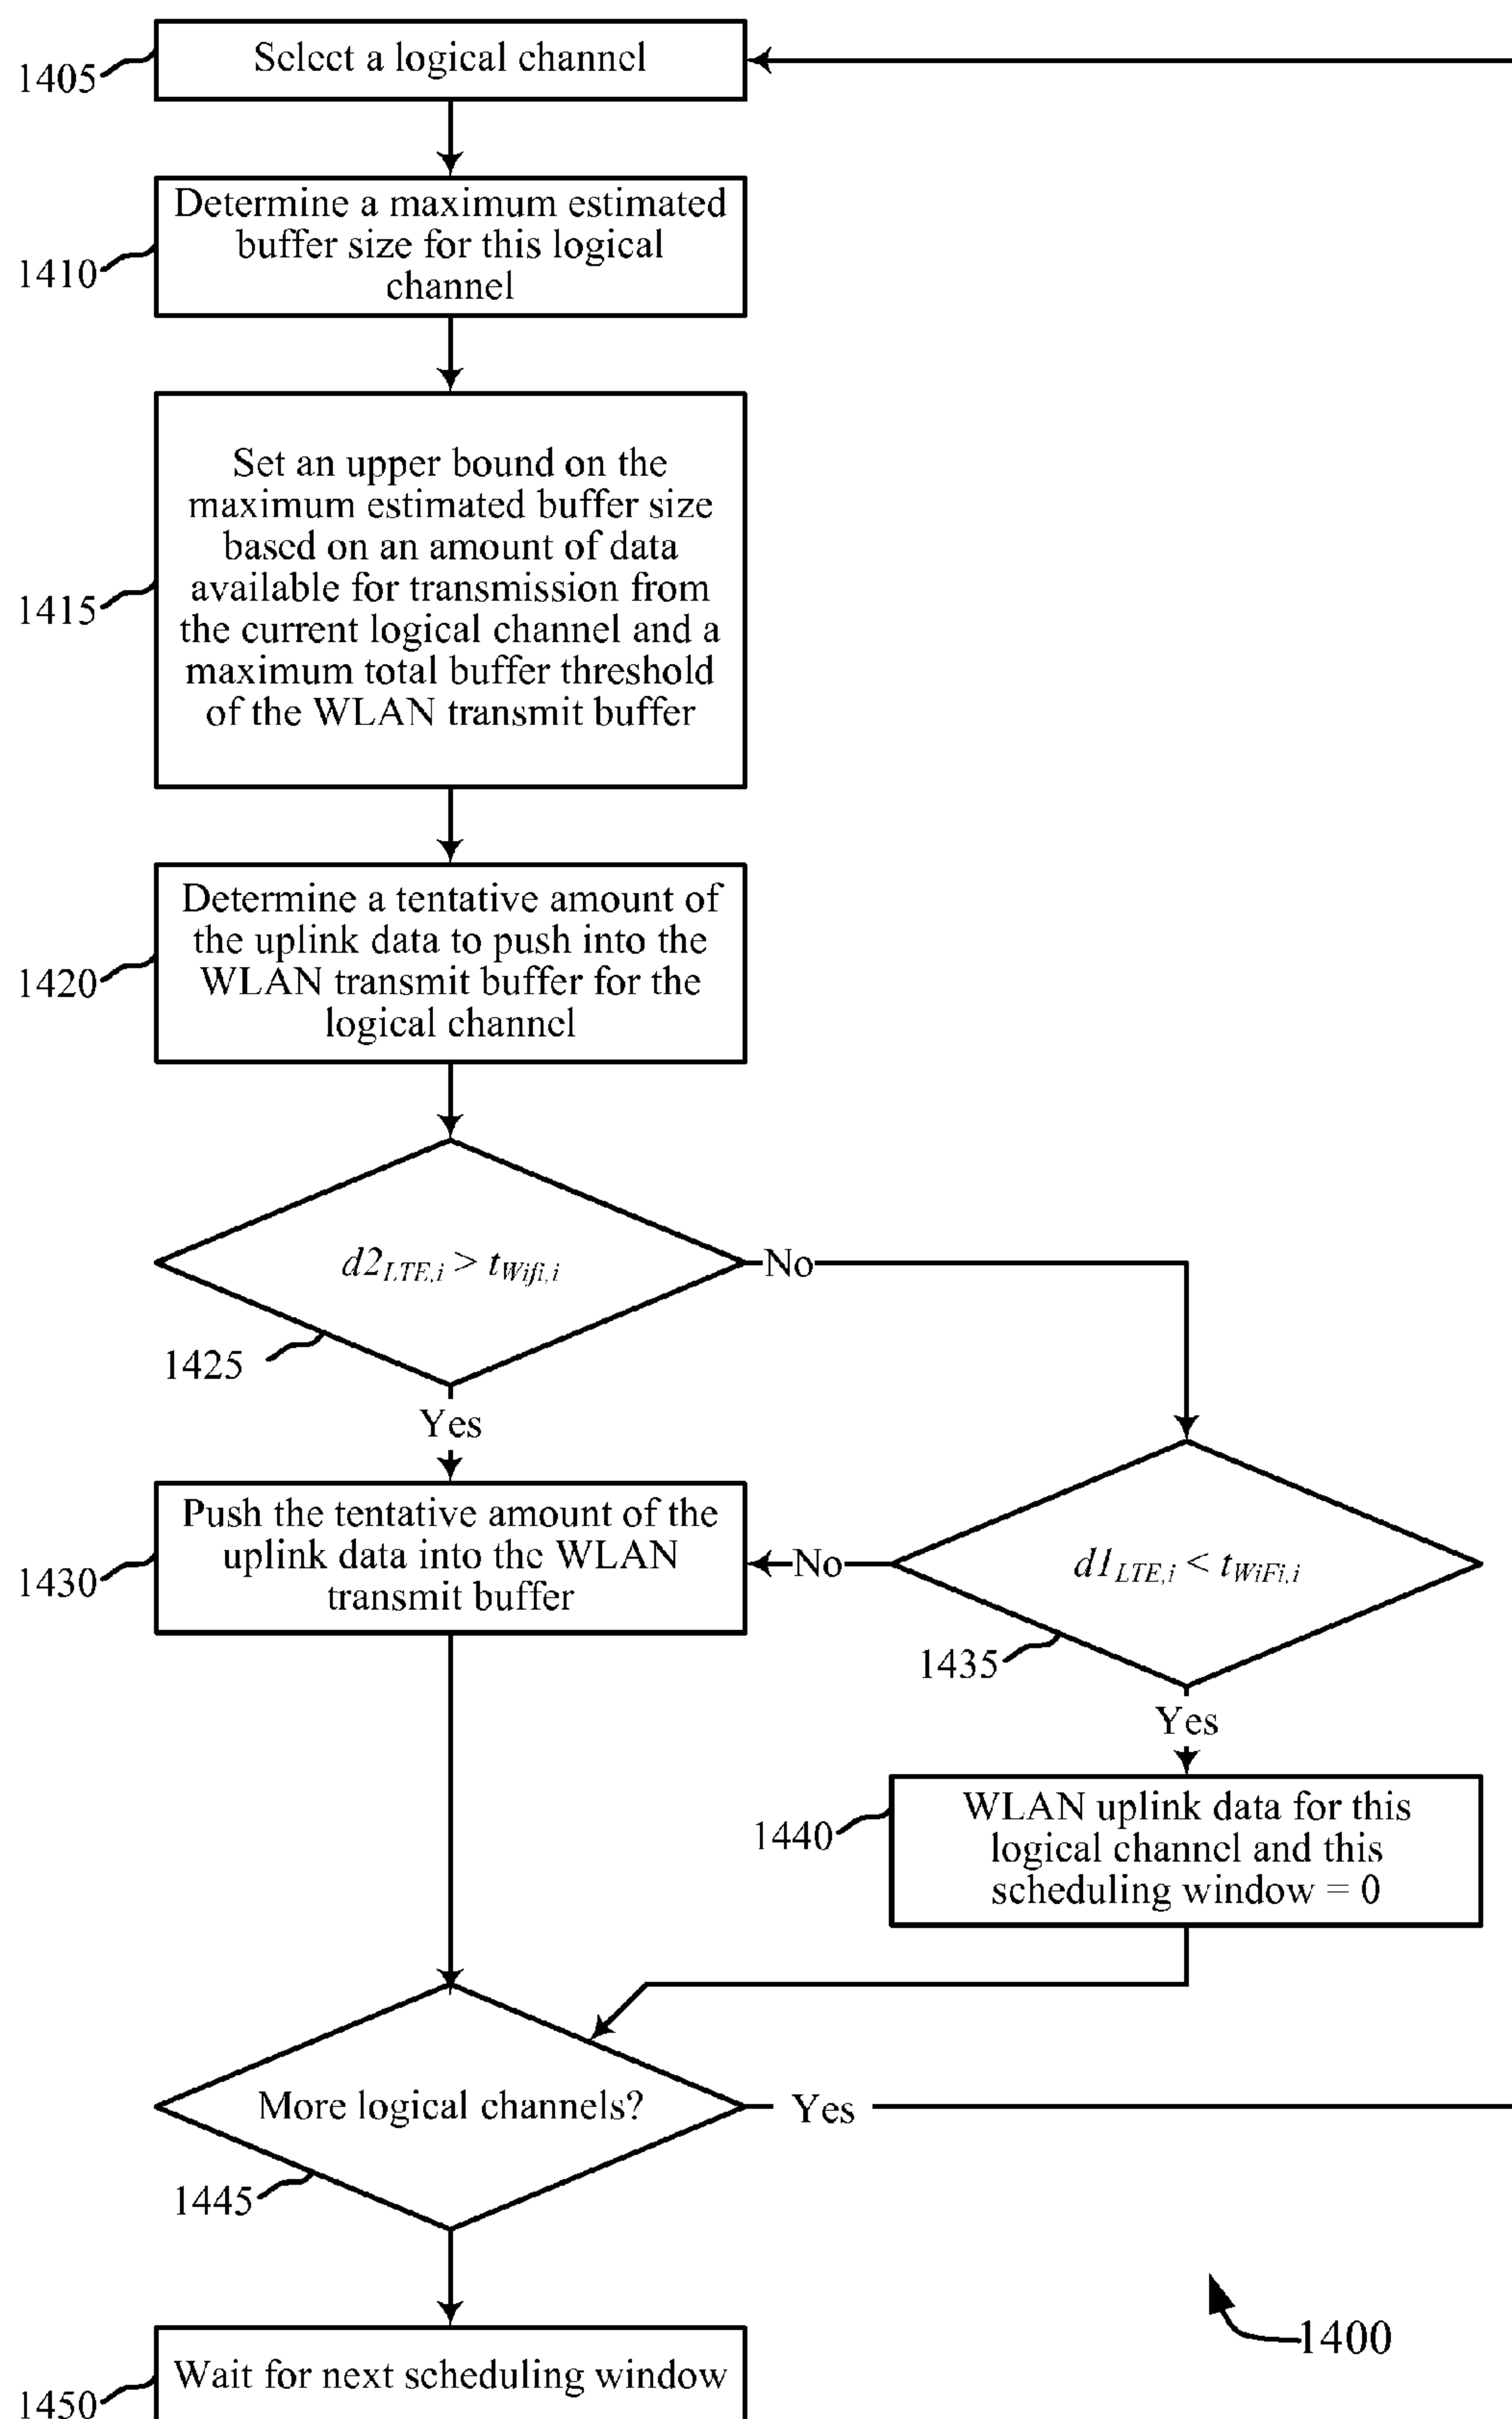 Select a logical channel
1405
Determine a maximum estimated
buffer size for this logical
channel
1410
Set an upper bound on the
maximum estimated buffer size
based on an amount of data
available for transmission from
the current logical channel and a
maximum total buffer threshold
of the WLAN transmit buffer
1415
Determine a tentative amount of
the uplink data to push into the
WLAN transmit buffer for the
logical channel
1420
d2LTE,i > tWifi,i
No
1425
Yes
Push the tentative amount of the
uplink data into the WLAN
transmit buffer
1430
No
d1LTE,i < tWiFi,i
1435
Yes
WLAN uplink data for this
logical channel and this
scheduling window = 0
1440
More logical channels?
Yes
1445
1400
Wait for next scheduling window
1450